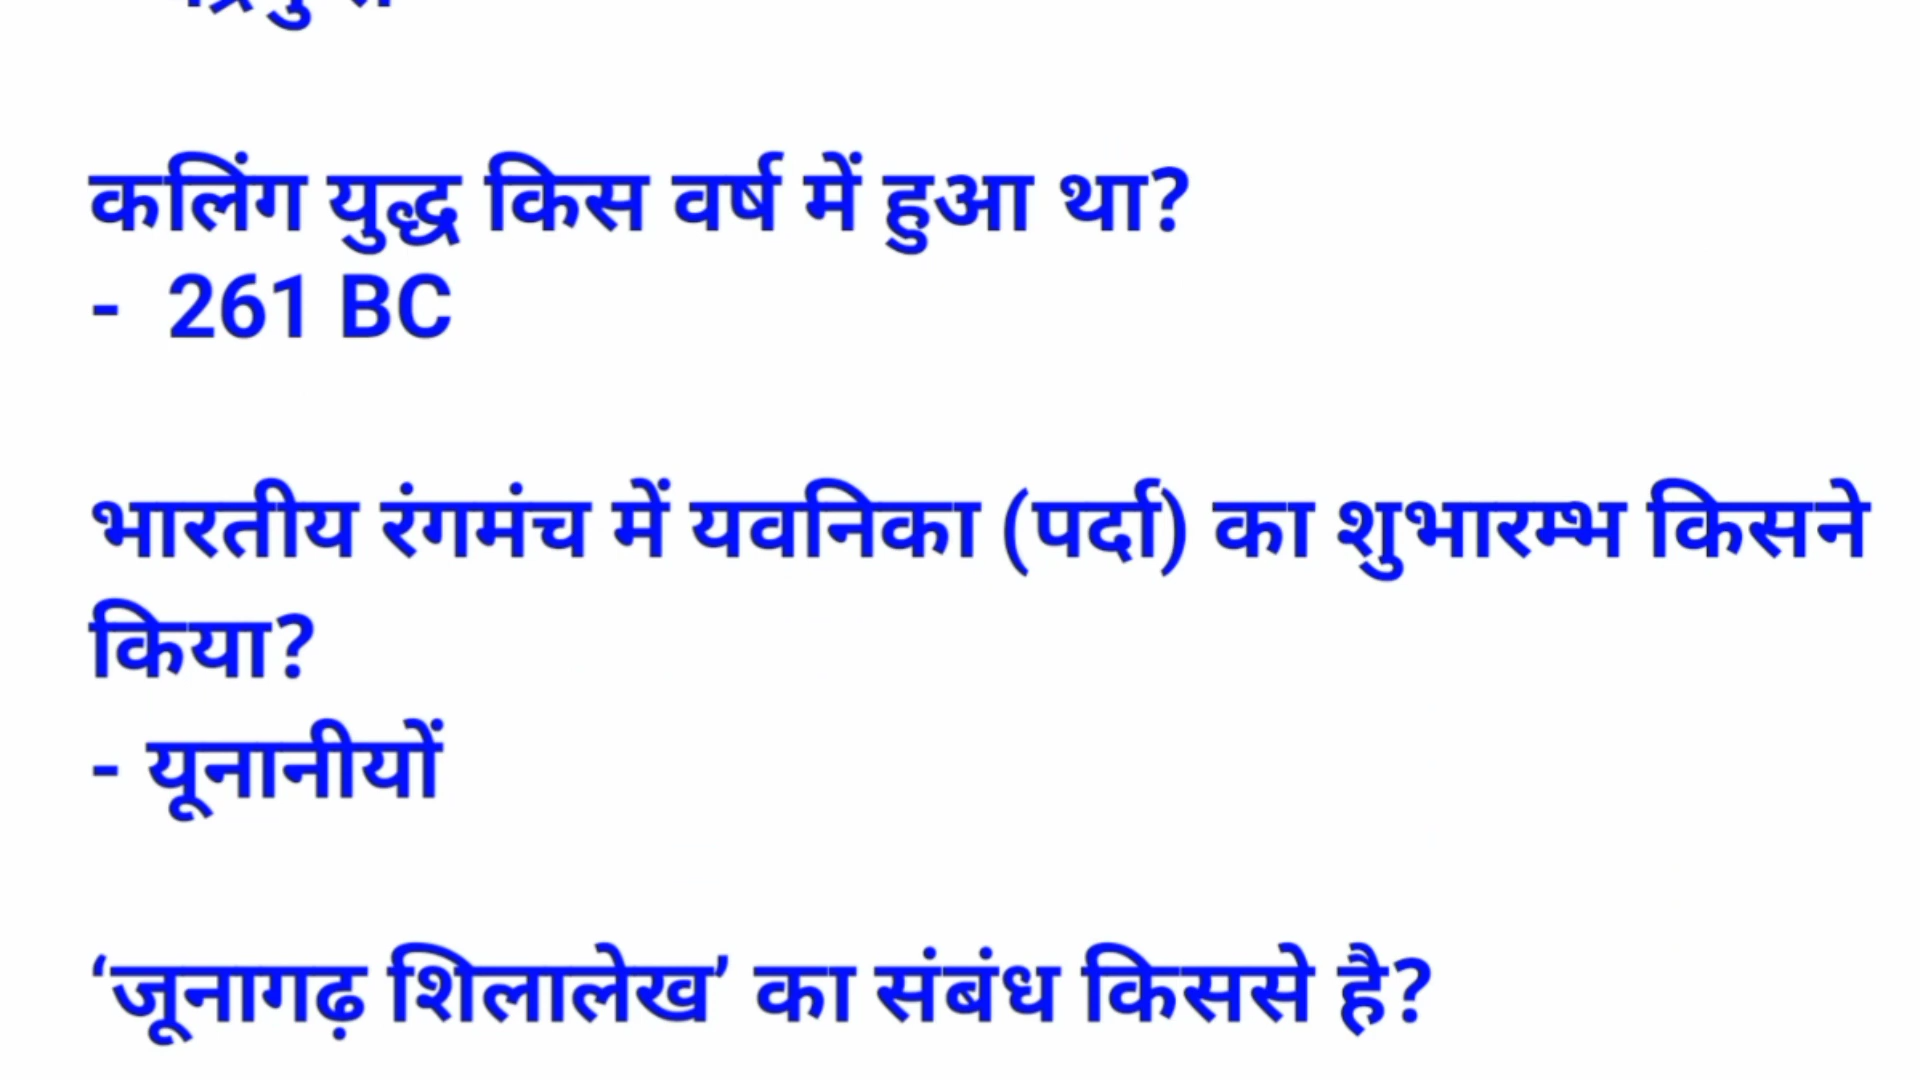 कलिंग युद्ध किस वर्ष में हुआ था?
- 261 BC
भारतीय रंगमंच में यवनिका (पर्दा) का शुभारम्भ किसने
किया?
- यूनानीयों
‘जूनागढ़ शिलालेख’ का संबंध किससे है?